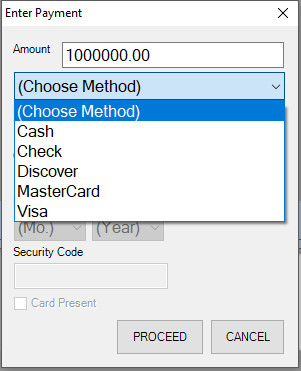 Enter Payment
Amount 1000000.00
(Choose Method)
(Choose Method)
Cash
Check
Discover
MasterCard
Visa
(Mo.) (Year)
Security Code
Card Present
PROCEED CANCEL